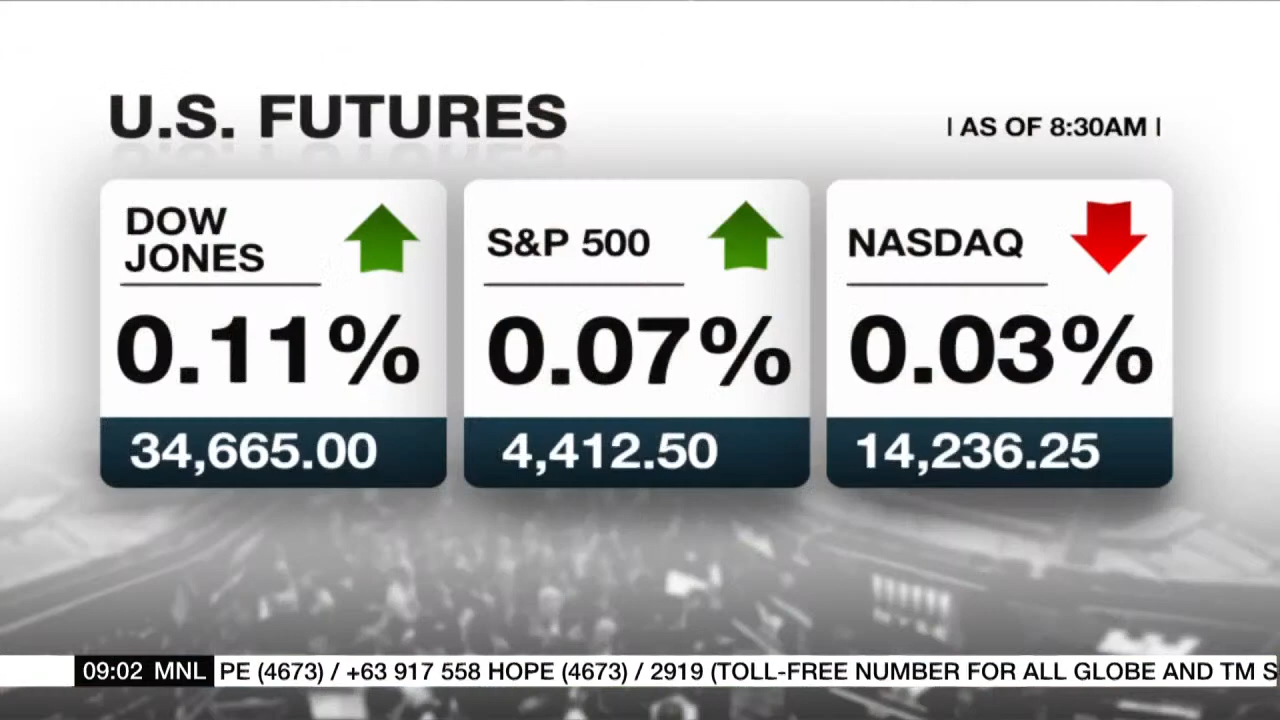 U.S. FUTURES
| AS OF 8:30AM |
DOW
JONES
0.11%
34,665.00
S&P 500
0.07%
4,412.50
NASDAQ
0.03%
14,236.25
09:02 MNL
PE (4673) / +63 917 558 HOPE (4673) / 2919 (TOLL-FREE NUMBER FOR ALL GLOBE AND TM S